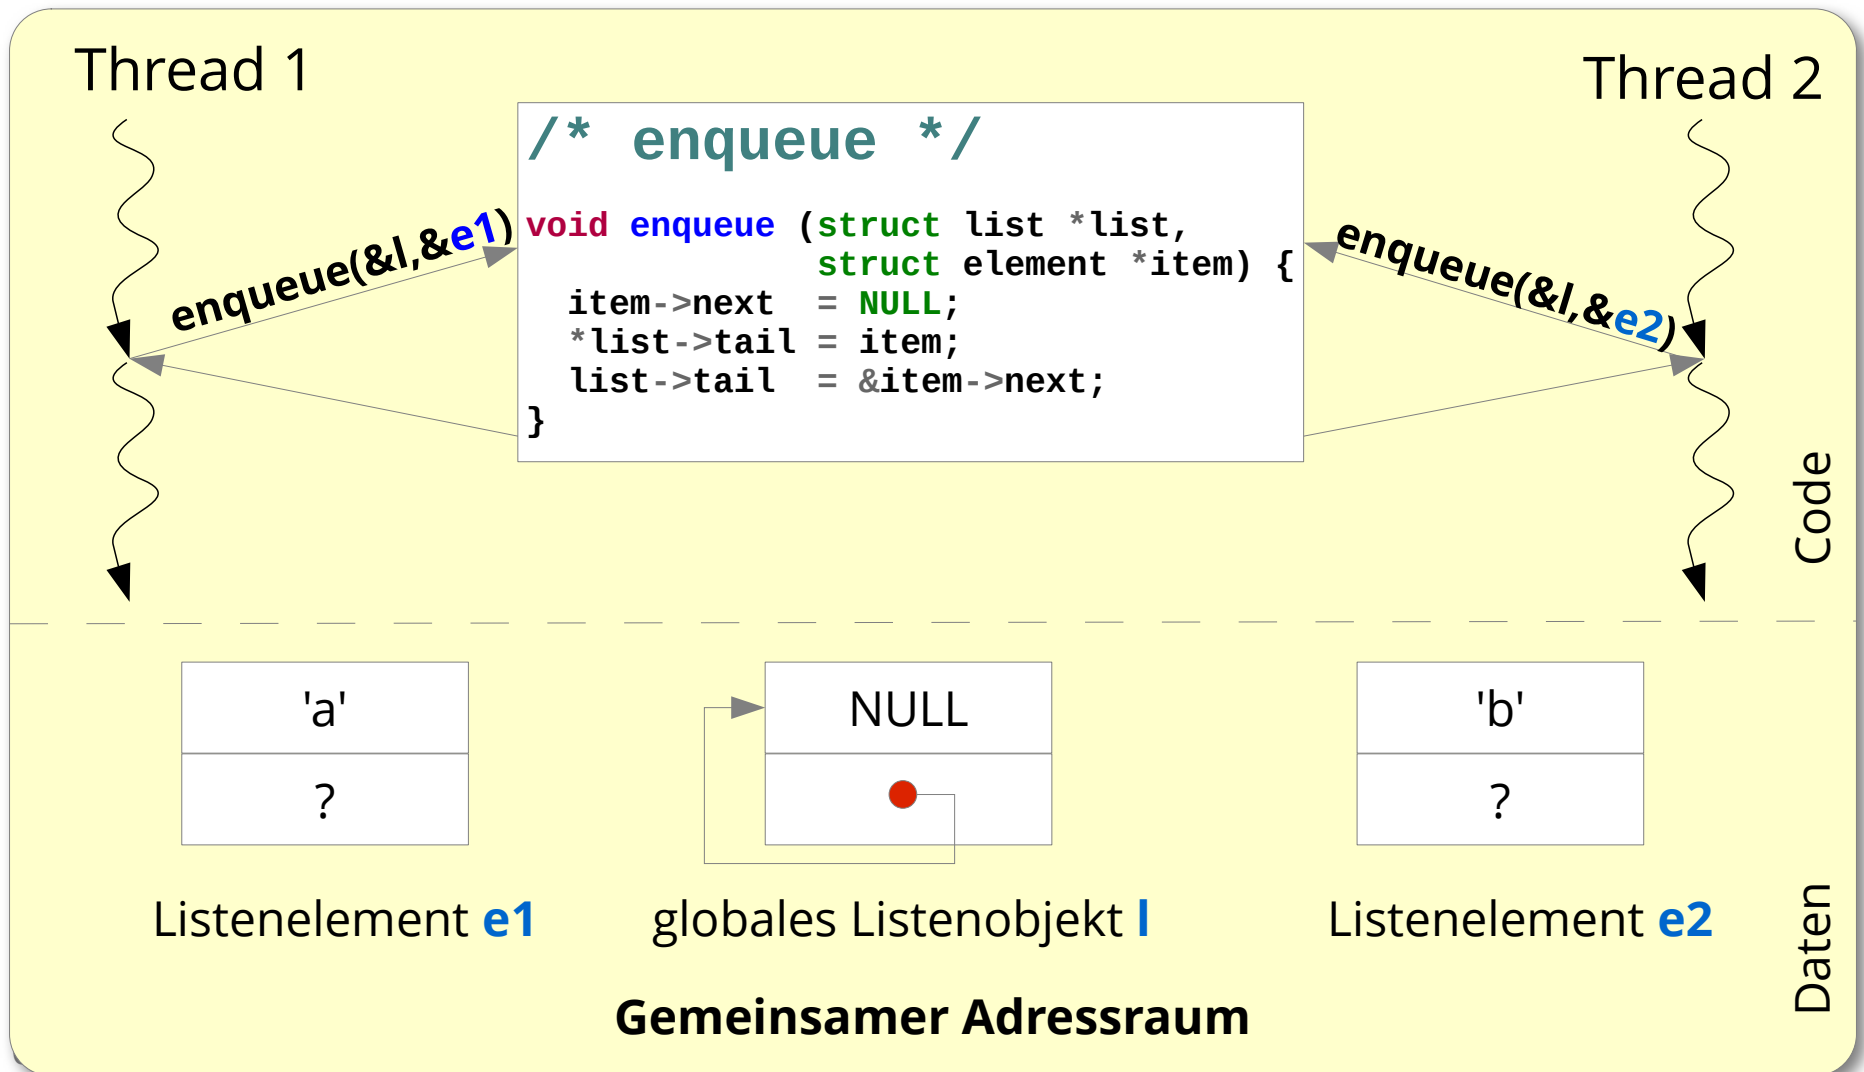 Thread 1
Thread 2
/* enqueue */
void enqueue (struct list *list,
              struct element *item) {
  item->next  = NULL;
  *list->tail = item;
  list->tail  = &item->next;
}
enqueue(&l,&e1)
enqueue(&l,&e2)
Code
'a'
?
NULL
'b'
?
Listenelement e1
globales Listenobjekt l
Listenelement e2
Daten
Gemeinsamer Adressraum